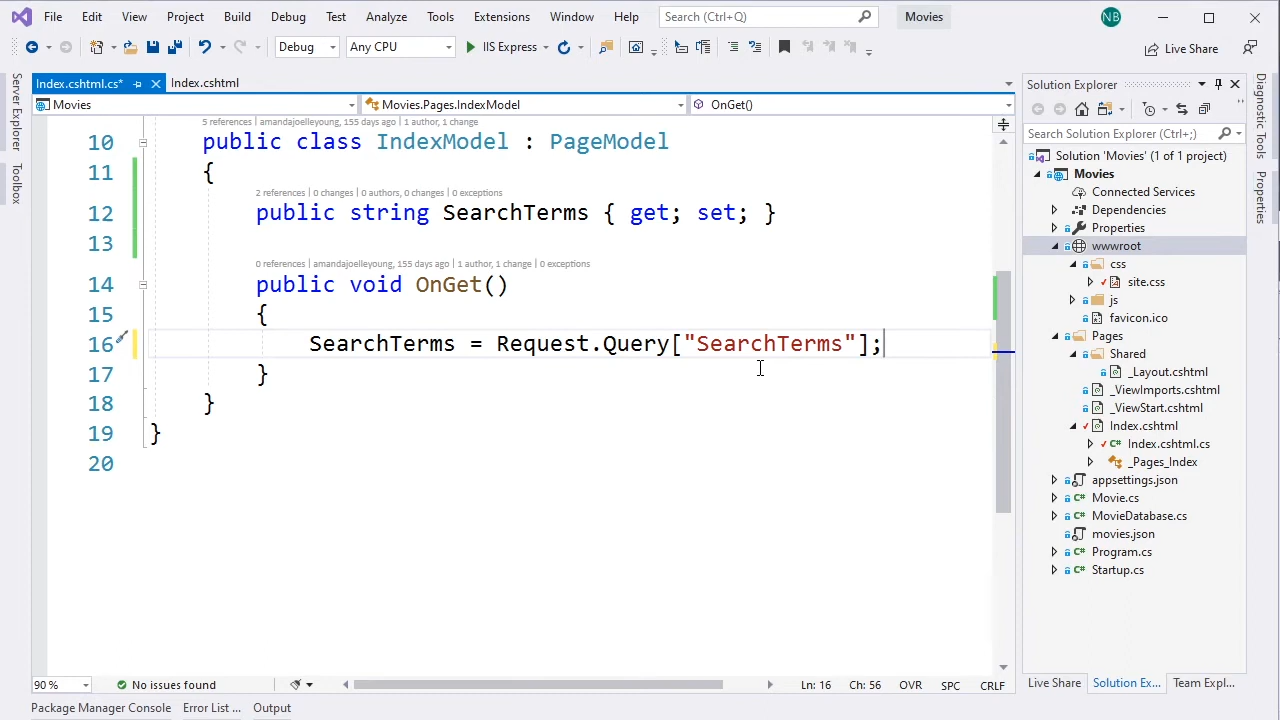 File Edit View Project Build Debug Test Analyze Tools Extensions Window Help Search (Ctrl+Q) Movies NB
Debug Any CPU IIS Express Live Share
Server Explorer
Toolbox
Index.cshtml.cs* Index.cshtml
Movies Movies.Pages.IndexModel OnGet()
5 references | amandajoelleyoung, 155 days ago | 1 author, 1 change
10 public class IndexModel : PageModel
11 {
2 references | 0 changes | 0 authors, 0 changes | 0 exceptions
12 public string SearchTerms { get; set; }
13
0 references | amandajoelleyoung, 155 days ago | 1 author, 1 change | 0 exceptions
14 public void OnGet()
15 {
16 SearchTerms = Request.Query["SearchTerms"];
17 }
18 }
19 }
20
90 % No issues found Ln: 16 Ch: 56 OVR SPC CRLF
Package Manager Console Error List ... Output
Solution Explorer
Search Solution Explorer (Ctrl+;)
Solution 'Movies' (1 of 1 project)
Movies
Connected Services
Dependencies
Properties
wwwroot
css
site.css
js
favicon.ico
Pages
Shared
_Layout.cshtml
_ViewImports.cshtml
_ViewStart.cshtml
Index.cshtml
Index.cshtml.cs
_Pages_Index
appsettings.json
Movie.cs
MovieDatabase.cs
movies.json
Program.cs
Startup.cs
Live Share Solution Ex... Team Expl...
Diagnostic Tools
Properties